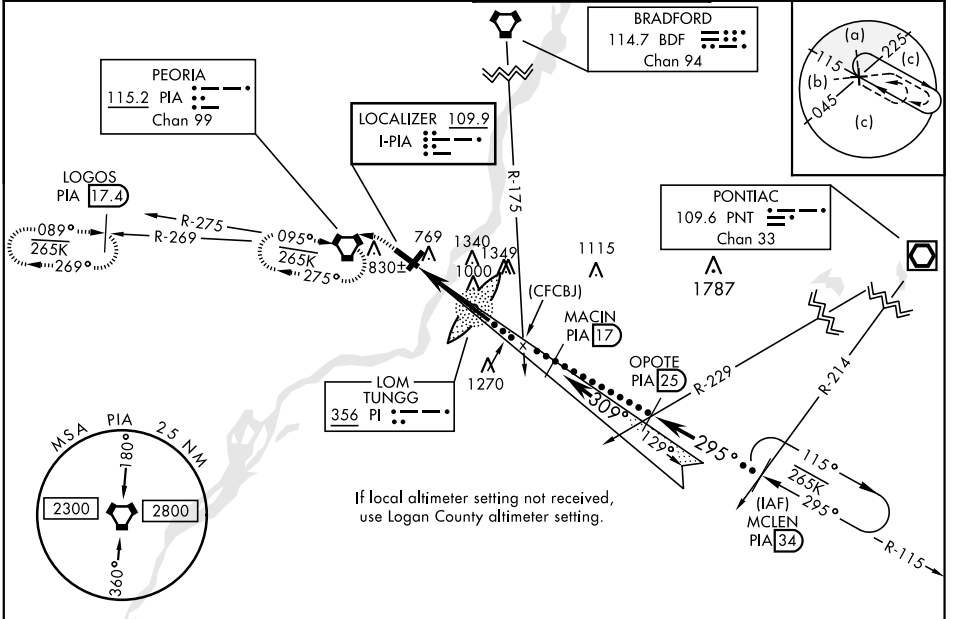 BRADFORD
114.7 BDF
Chan 94
(a)
225
(c)
115
(b)
045
(c)
PEORIA
115.2 PIA
Chan 99
LOCALIZER 109.9
I-PIA
R-175
LOGOS
PIA 17.4
PONTIAC
109.6 PNT
Chan 33
R-275
R-269
089°
265K
269°
095°
265K
275°
830±
769
1340
1349
1000
1115
1787
(CFCBJ)
MACIN
PIA 17
OPOTE
PIA 25
1270
R-229
R-214
LOM
TUNGG
356 PI
309°
129°
295°
115°
265K
295°
(IAF)
MCLEN
PIA 34
R-115
MSA PIA 25 NM
180°
2300
2800
360°
If local altimeter setting not received,
use Logan County altimeter setting.